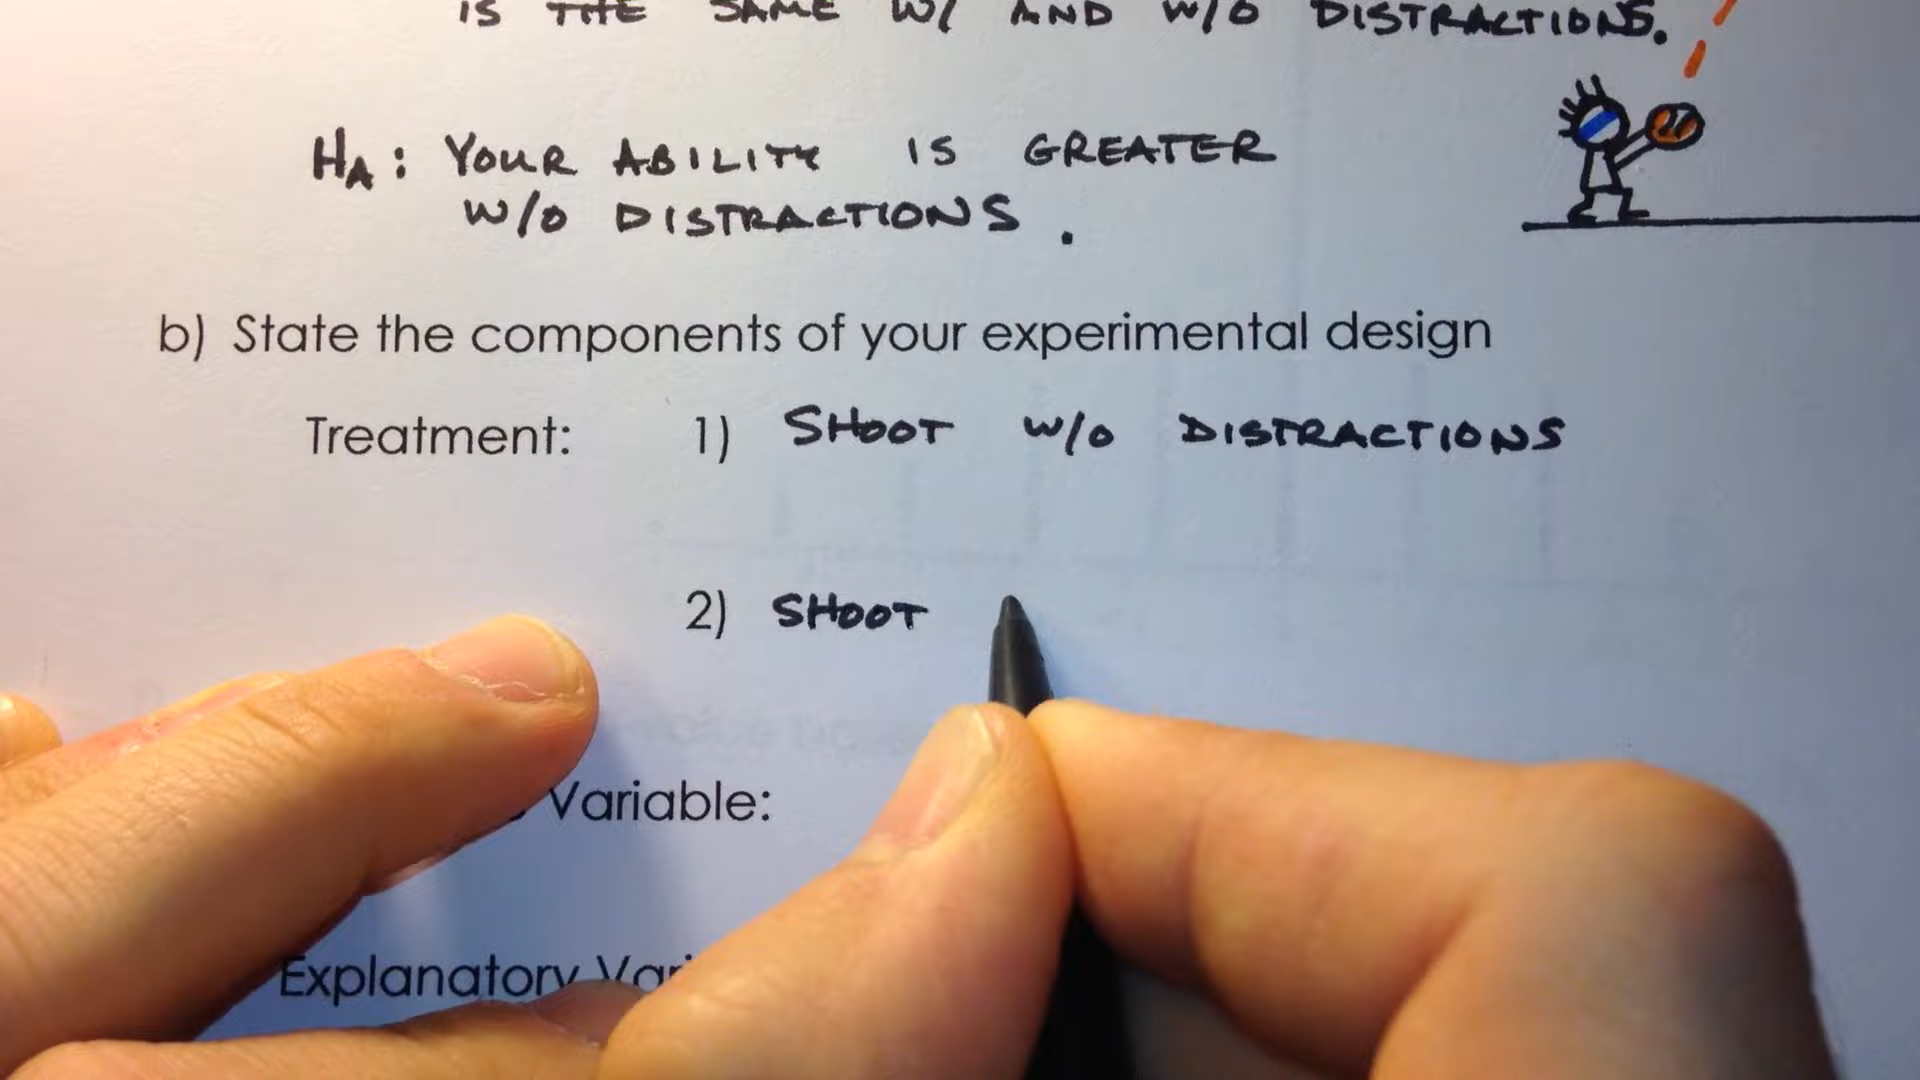 IS THE SAME W/ AND W/O DISTRACTIONS.
HA: YOUR ABILITY IS GREATER
W/O DISTRACTIONS.
b) State the components of your experimental design
Treatment: 1) SHOOT W/O DISTRACTIONS
2) SHOOT
Variable:
Explanatory